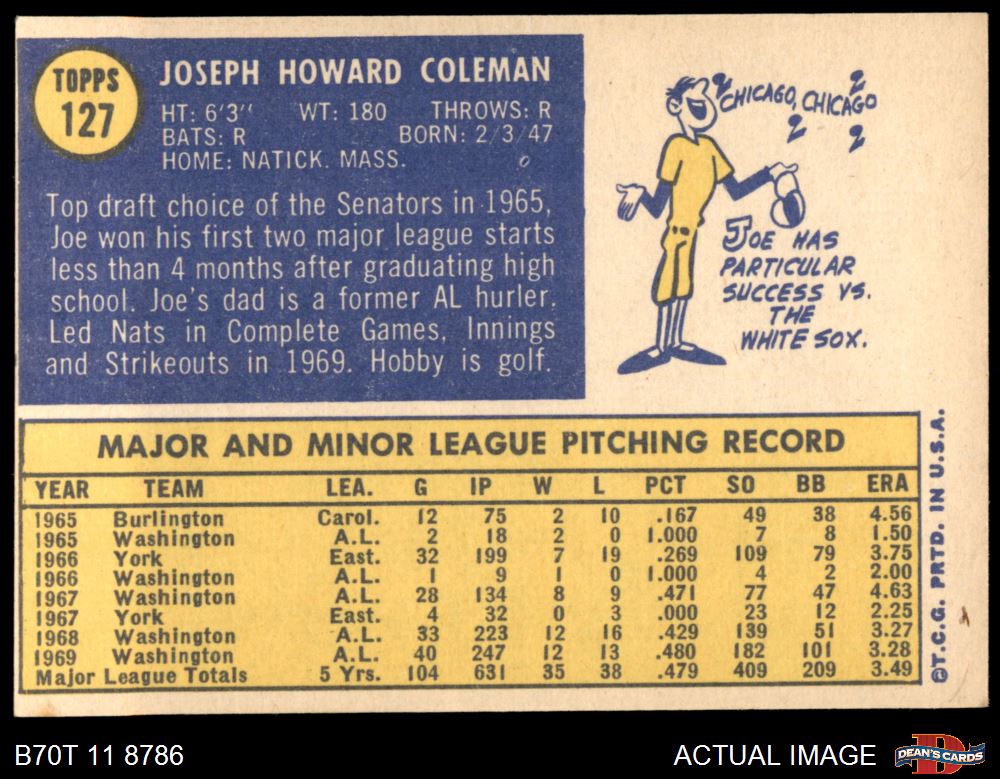 TOPPS
127
JOSEPH HOWARD COLEMAN
HT: 6'3" WT: 180 THROWS: R
BATS: R BORN: 2/3/47
HOME: NATICK. MASS.
Top draft choice of the Senators in 1965,
Joe won his first two major league starts
less than 4 months after graduating high
school. Joe's dad is a former AL hurler.
Led Nats in Complete Games, Innings
and Strikeouts in 1969. Hobby is golf.
CHICAGO, CHICAGO
JOE HAS
PARTICULAR
SUCCESS VS.
THE
WHITE SOX.
MAJOR AND MINOR LEAGUE PITCHING RECORD
YEAR TEAM LEA. G IP W L PCT SO BB ERA
1965 Burlington Carol. 12 75 2 10 .167 49 38 4.56
1965 Washington A.L. 2 18 2 0 1.000 7 8 1.50
1966 York East. 32 199 7 19 .269 109 79 3.75
1966 Washington A.L. 1 9 1 0 1.000 4 2 2.00
1967 Washington A.L. 28 134 8 9 .471 77 47 4.63
1967 York East. 4 32 0 3 .000 23 12 2.25
1968 Washington A.L. 33 223 12 16 .429 139 51 3.27
1969 Washington A.L. 40 247 12 13 .480 182 101 3.28
Major League Totals 5 Yrs. 104 631 35 38 .479 409 209 3.49
©T.C.G. PRTD. IN U.S.A.
B70T 11 8786
ACTUAL IMAGE
D
DEAN'S CARDS